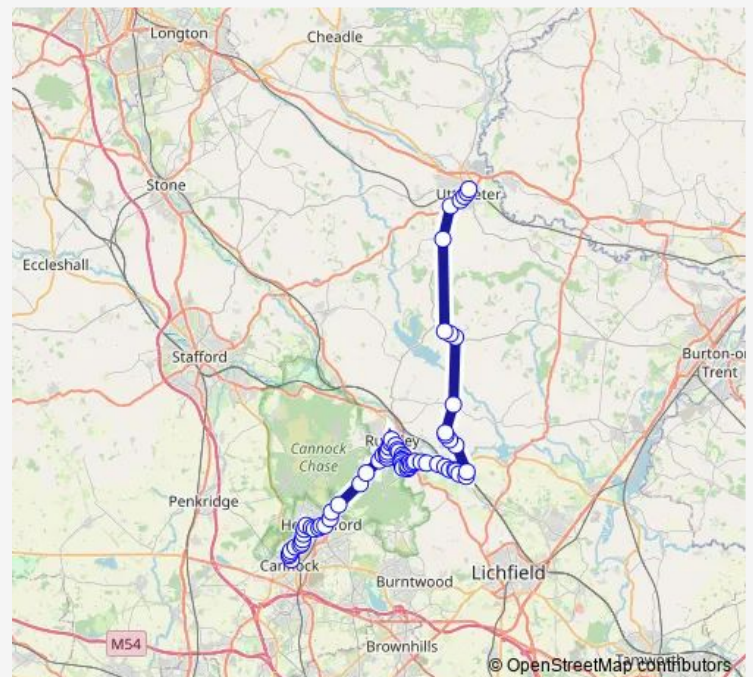 Longton
Cheadle
Stone
Eccleshall
Stafford
Burton-on
Trent
Cannock
Chase
Penkridge
Cannock
Burntwood
Lichfield
M54
Brownhills
© OpenStreetMap contributors